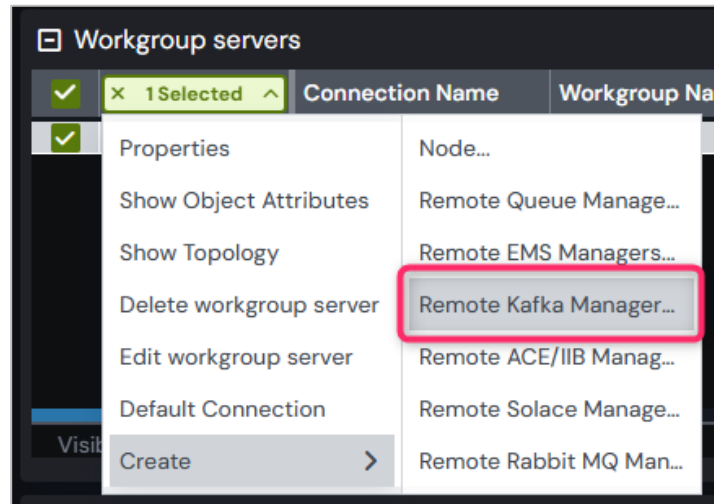 Workgroup servers
1 Selected
Connection Name
Workgroup Na
Properties
Node...
Show Object Attributes
Remote Queue Manage...
Show Topology
Remote EMS Managers...
Delete workgroup server
Remote Kafka Manager...
Edit workgroup server
Remote ACE/IIB Manag...
Default Connection
Remote Solace Manage...
Visib
Create
Remote Rabbit MQ Man...